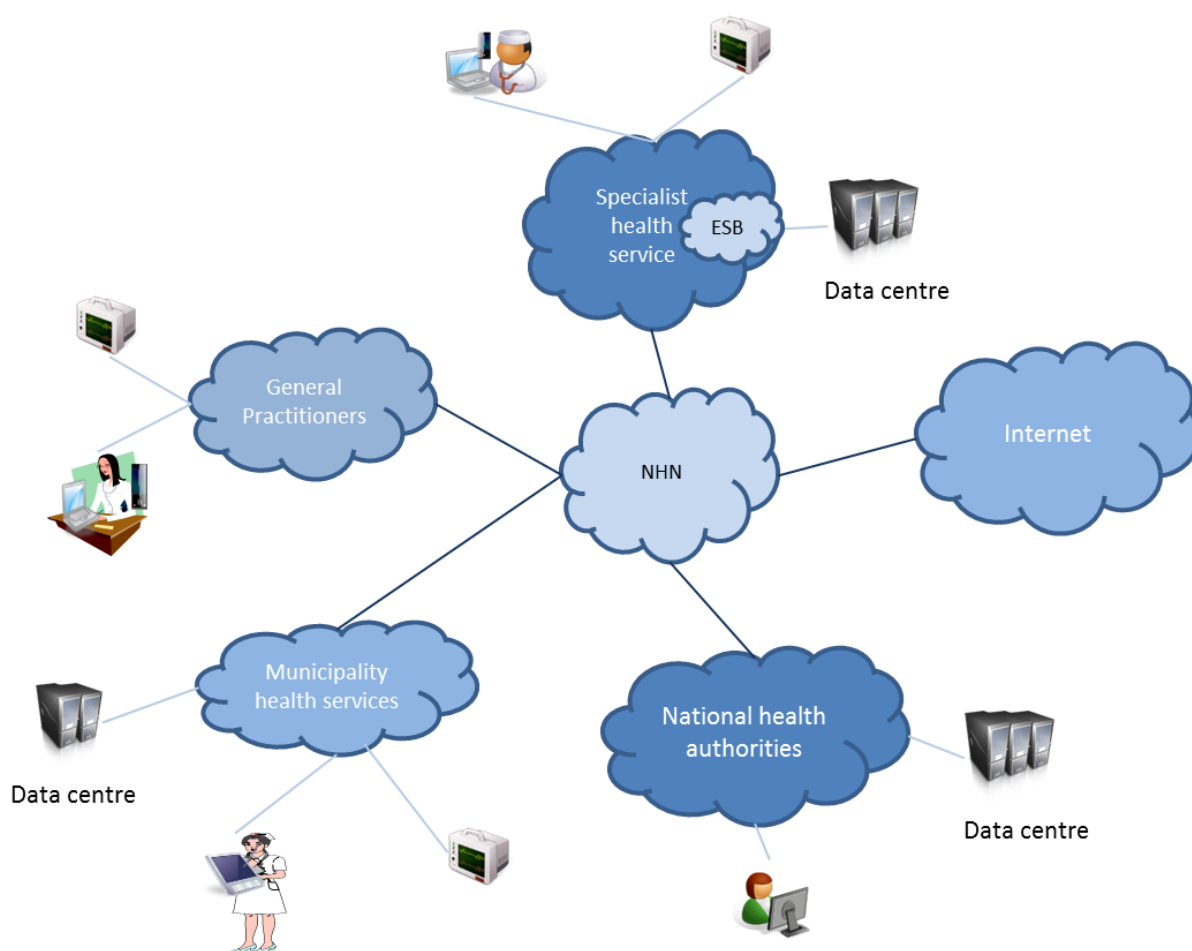 Specialist
health
service
ESB
Data centre
General
Practitioners
Internet
NHN
Municipality
health services
National health
authorities
Data centre
Data centre